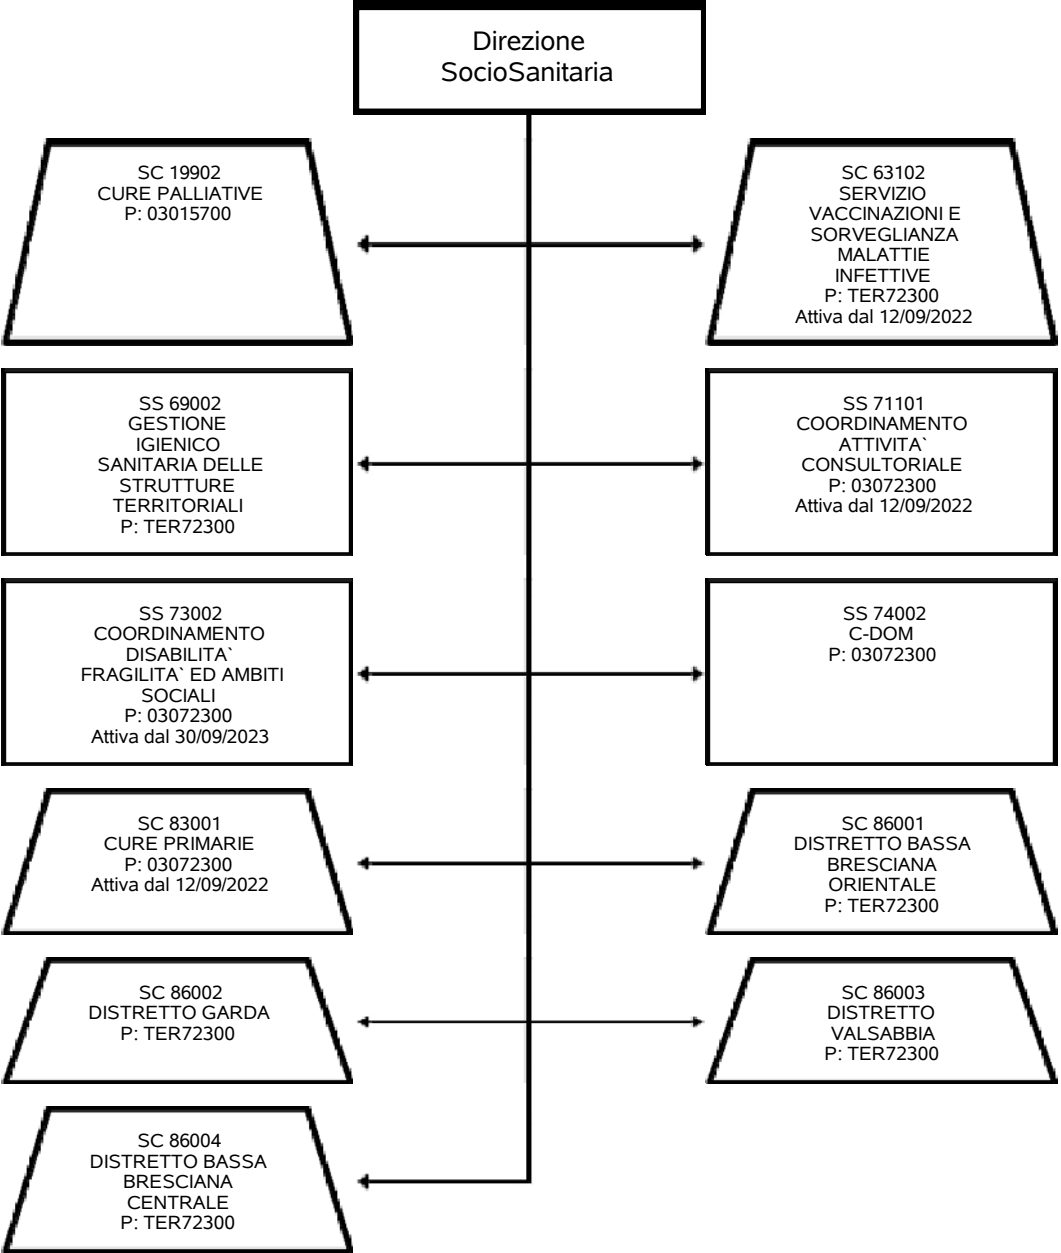 Direzione
SocioSanitaria
SC 19902
CURE PALLIATIVE
P: 03015700
SC 63102
SERVIZIO
VACCINAZIONI E
SORVEGLIANZA
MALATTIE
INFETTIVE
P: TER72300
Attiva dal 12/09/2022
SS 69002
GESTIONE
IGIENICO
SANITARIA DELLE
STRUTTURE
TERRITORIALI
P: TER72300
SS 71101
COORDINAMENTO
ATTIVITA`
CONSULTORIALE
P: 03072300
Attiva dal 12/09/2022
SS 73002
COORDINAMENTO
DISABILITA`
FRAGILITA` ED AMBITI
SOCIALI
P: 03072300
Attiva dal 30/09/2023
SS 74002
C-DOM
P: 03072300
SC 83001
CURE PRIMARIE
P: 03072300
Attiva dal 12/09/2022
SC 86001
DISTRETTO BASSA
BRESCIANA
ORIENTALE
P: TER72300
SC 86002
DISTRETTO GARDA
P: TER72300
SC 86003
DISTRETTO
VALSABBIA
P: TER72300
SC 86004
DISTRETTO BASSA
BRESCIANA
CENTRALE
P: TER72300